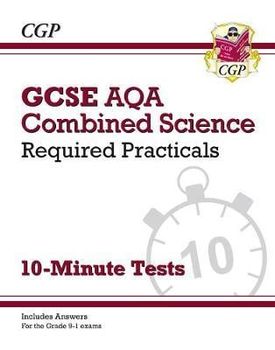 CGP
CGP
GCSE AQA
Combined Science
Required Practicals
10
10-Minute Tests
Includes Answers
For the Grade 9-1 exams